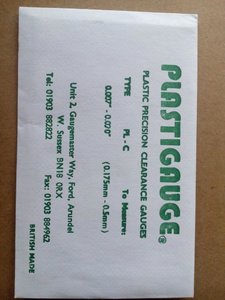 PLASTIGAUGE®
PLASTIC PRECISION CLEARANCE GAUGES
TYPE PL - C To Measure:
0.007" - 0.020" (0.175mm - 0.5mm)
Unit 2, Gaugemaster Way, Ford, Arundel
W. Sussex BN18 0RX
Tel: 01903 882822 Fax: 01903 884962
BRITISH MADE